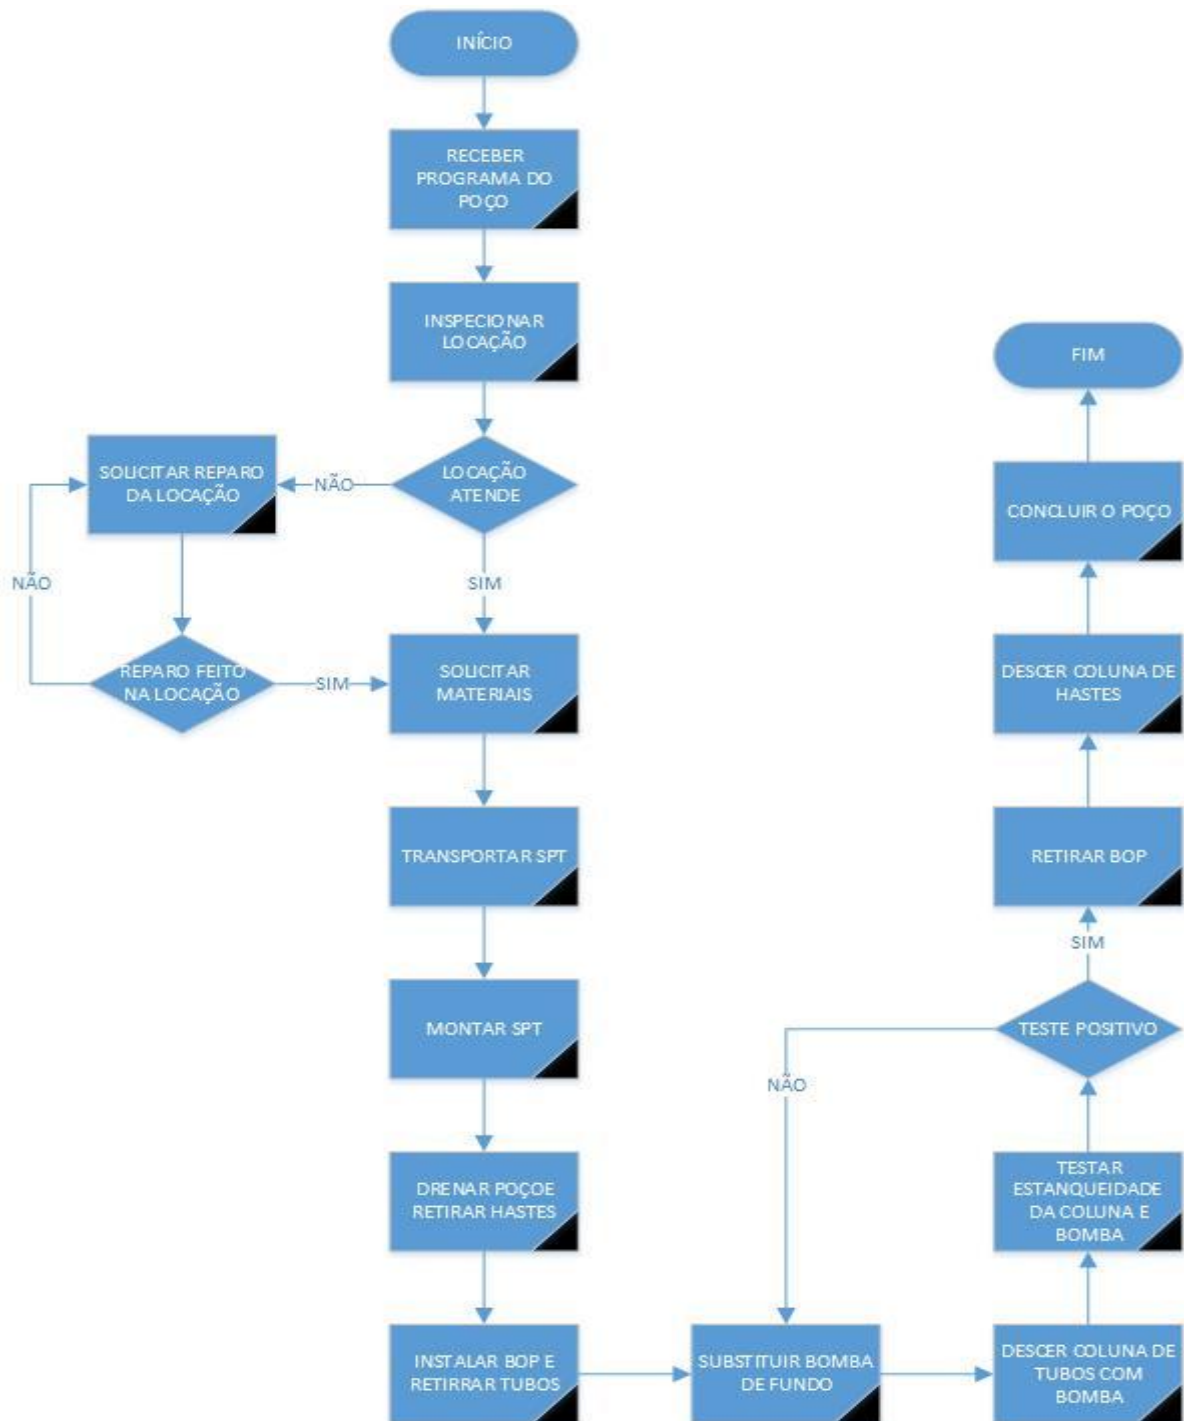 INÍCIO
RECEBER
PROGRAMA DO
POÇO
INSPECIONAR
LOCAÇÃO
LOCAÇÃO
ATENDE
NÃO
SOLICITAR REPARO
DA LOCAÇÃO
NÃO
SIM
REPARO FEITO
NA LOCAÇÃO
SIM
SOLICITAR
MATERIAIS
TRANSPORTAR SPT
MONTAR SPT
DRENAR POÇOE
RETIRAR HASTES
INSTALAR BOP E
RETIRRAR TUBOS
SUBSTITUIR BOMBA
DE FUNDO
DESCER COLUNA DE
TUBOS COM
BOMBA
TESTAR
ESTANQUEIDADE
DA COLUNA E
BOMBA
TESTE POSITIVO
NÃO
SIM
RETIRAR BOP
DESCER COLUNA DE
HASTES
CONCLUIR O POÇO
FIM